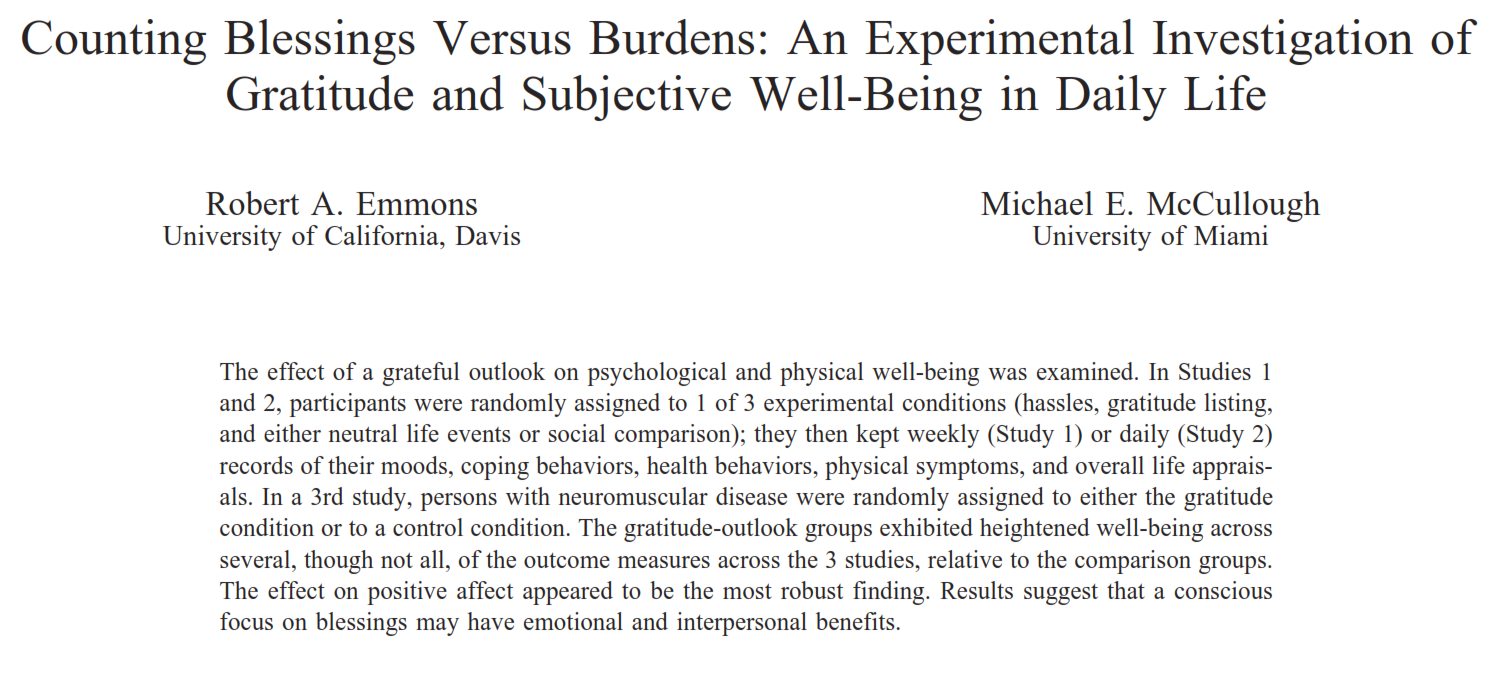 Counting Blessings Versus Burdens: An Experimental Investigation of
Gratitude and Subjective Well-Being in Daily Life
Robert A. Emmons
University of California, Davis
Michael E. McCullough
University of Miami
The effect of a grateful outlook on psychological and physical well-being was examined. In Studies 1
and 2, participants were randomly assigned to 1 of 3 experimental conditions (hassles, gratitude listing,
and either neutral life events or social comparison); they then kept weekly (Study 1) or daily (Study 2)
records of their moods, coping behaviors, health behaviors, physical symptoms, and overall life apprais-
als. In a 3rd study, persons with neuromuscular disease were randomly assigned to either the gratitude
condition or to a control condition. The gratitude-outlook groups exhibited heightened well-being across
several, though not all, of the outcome measures across the 3 studies, relative to the comparison groups.
The effect on positive affect appeared to be the most robust finding. Results suggest that a conscious
focus on blessings may have emotional and interpersonal benefits.